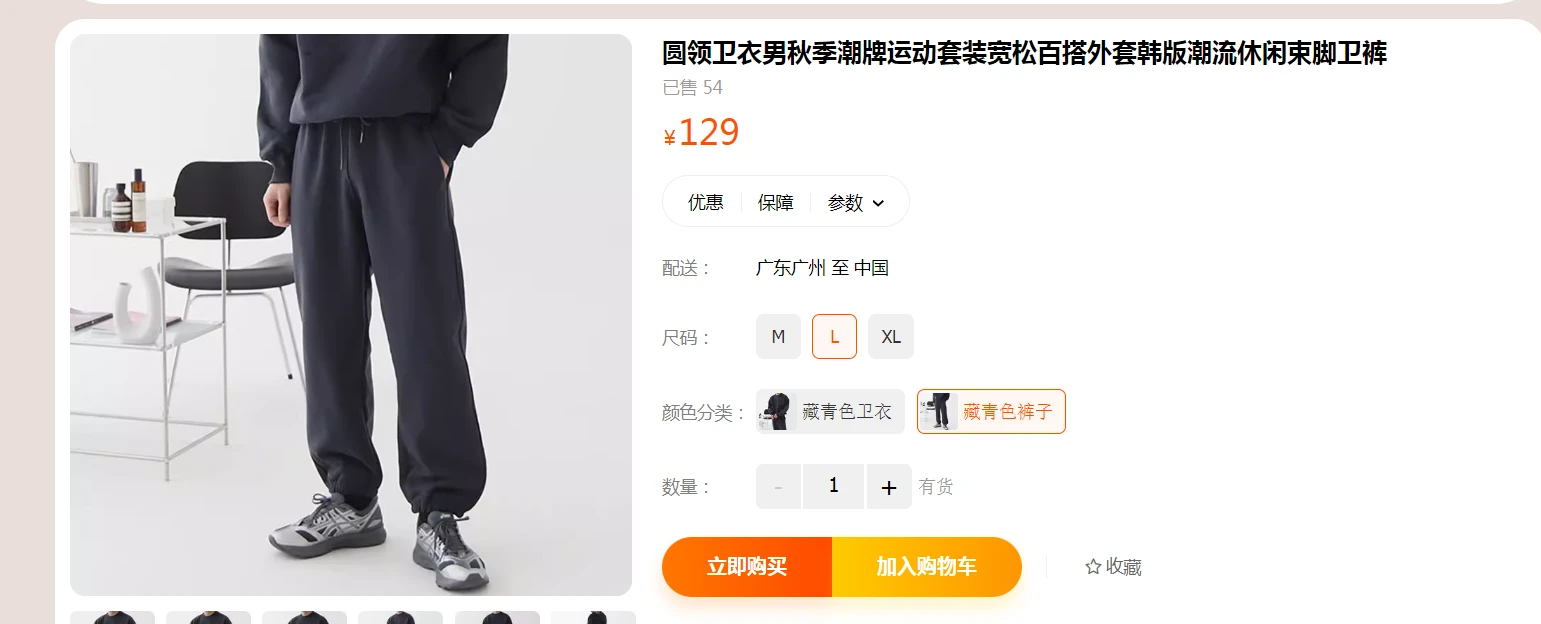 圆领卫衣男秋季潮牌运动套装宽松百搭外套韩版潮流休闲束脚卫裤
已售 54
¥129
优惠 保障 参数
配送： 广东广州 至 中国
尺码： M L XL
颜色分类： 藏青色卫衣 藏青色裤子
数量： - 1 + 有货
立即购买 加入购物车 收藏